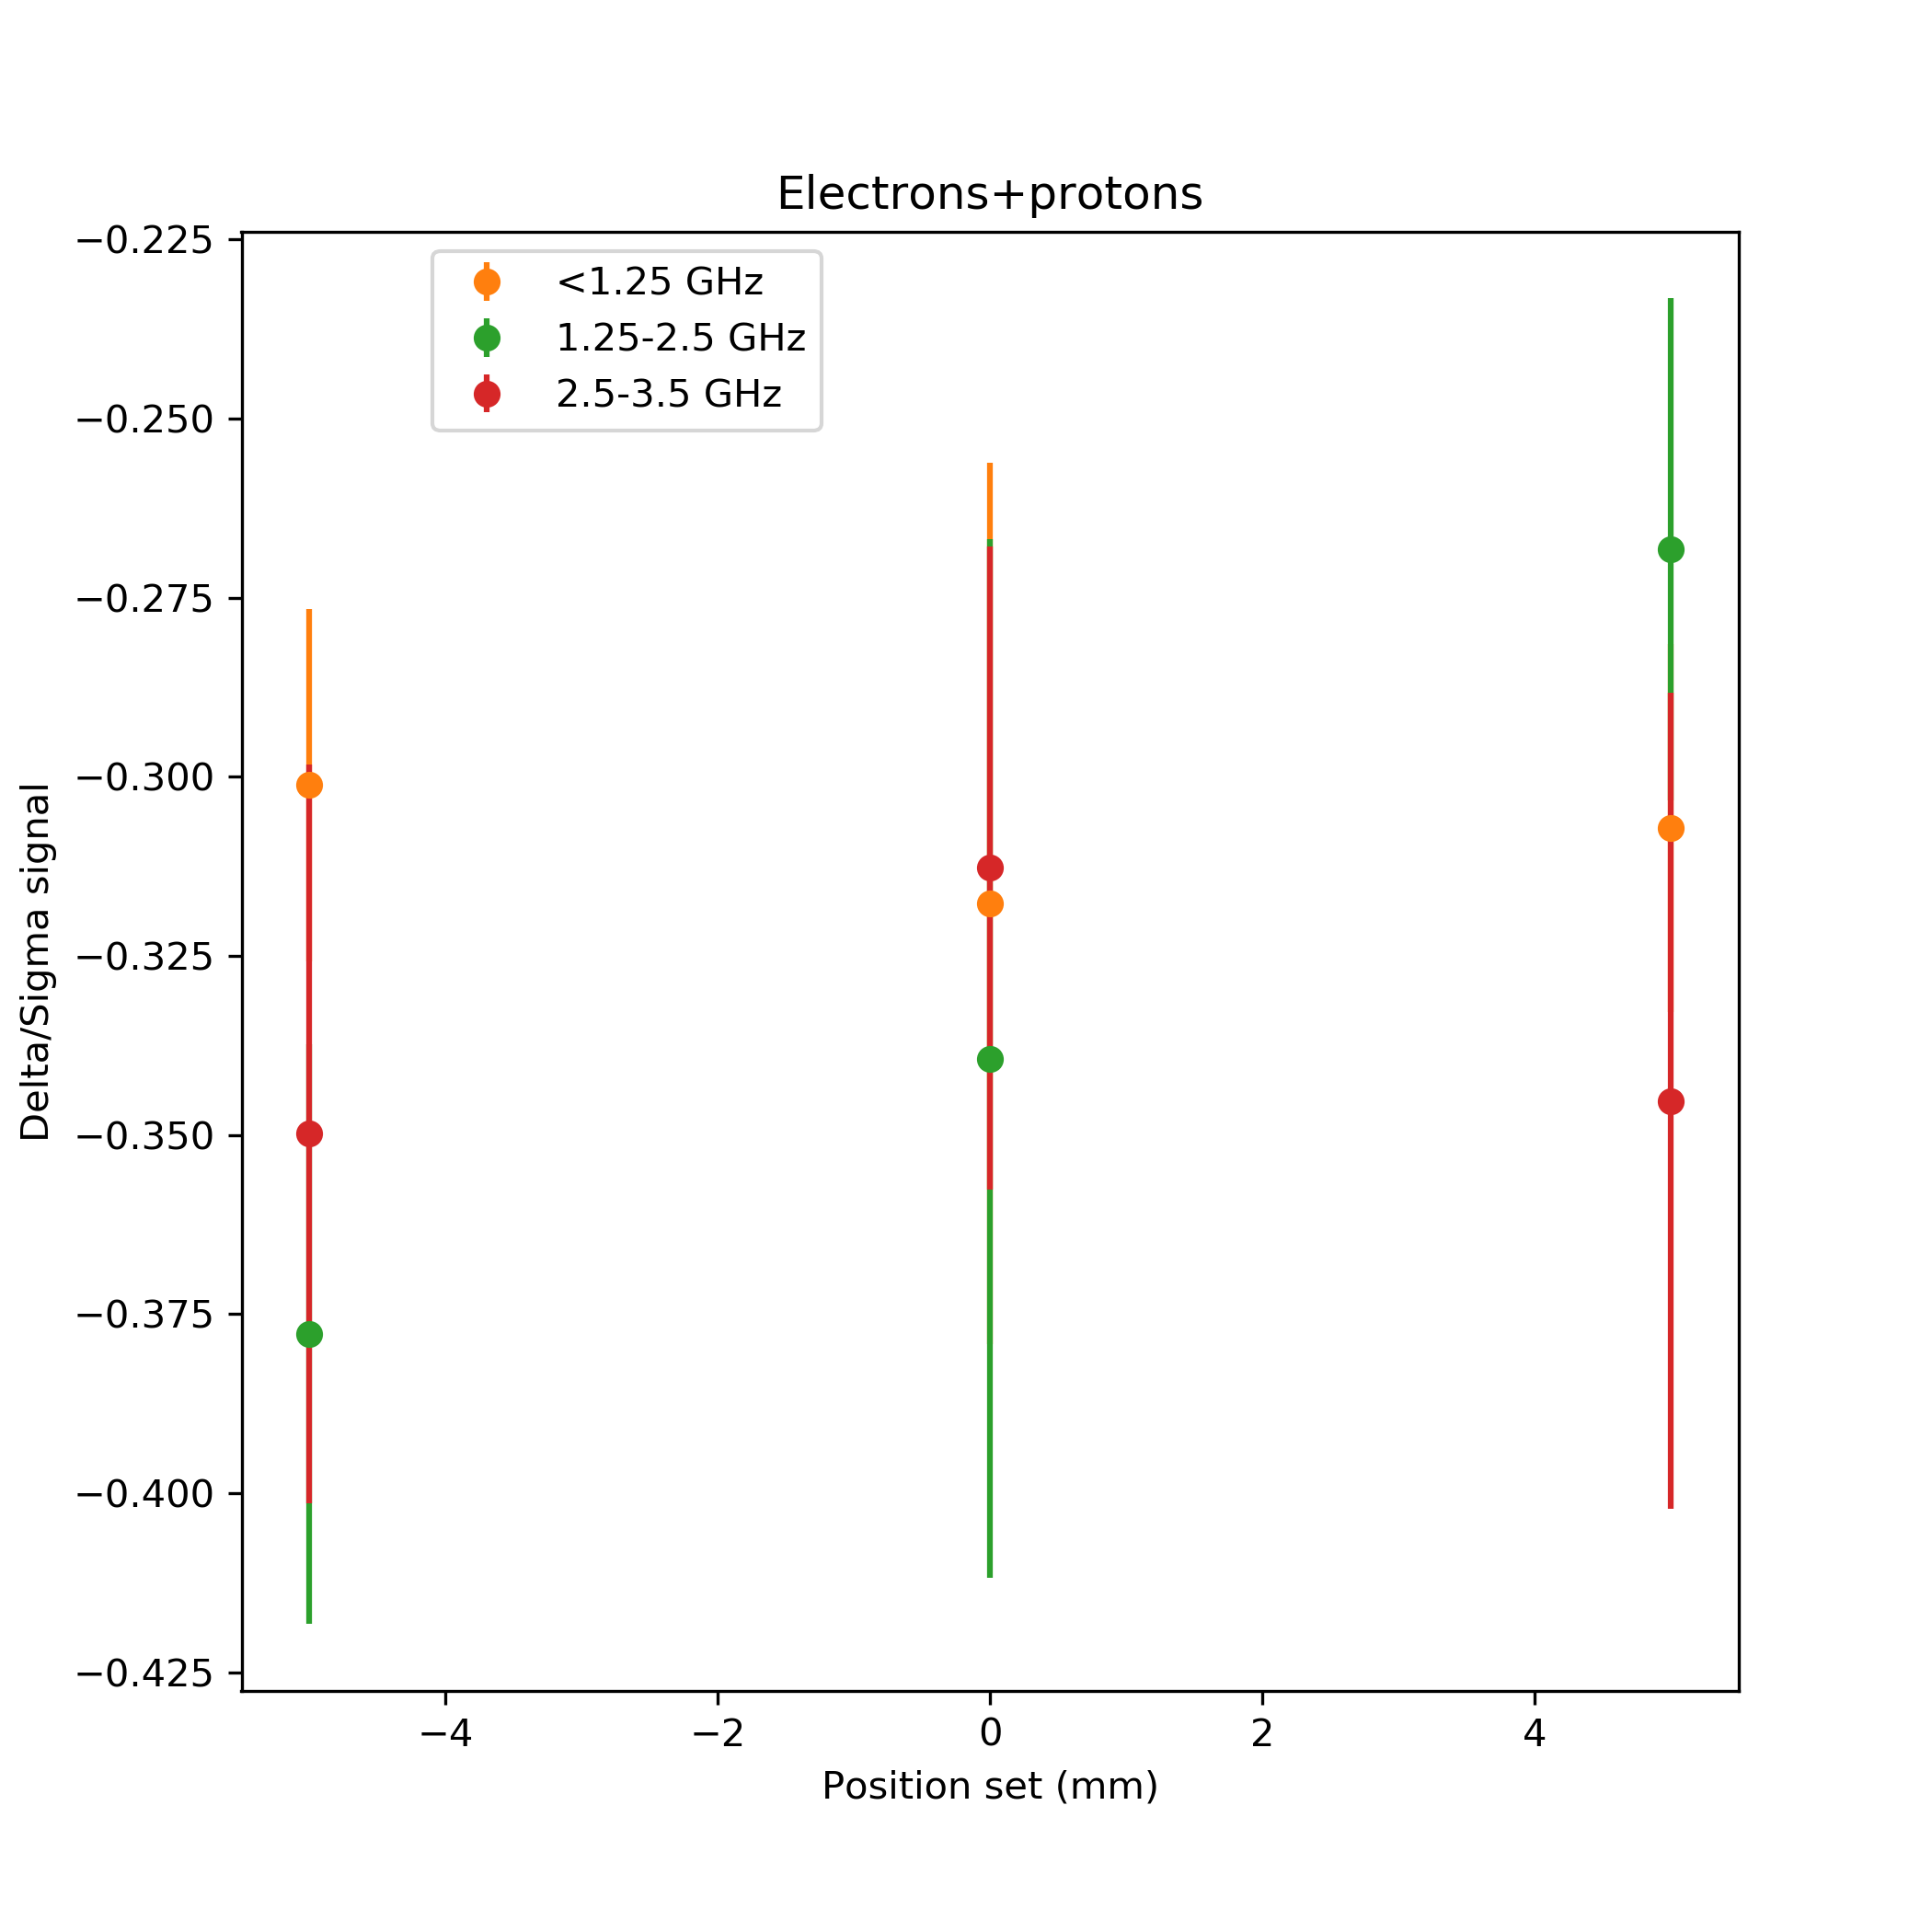 Electrons+protons
−0.225
−0.250
−0.275
−0.300
−0.325
−0.350
−0.375
−0.400
−0.425
Delta/Sigma signal
<1.25 GHz
1.25-2.5 GHz
2.5-3.5 GHz
−4
−2
0
2
4
Position set (mm)